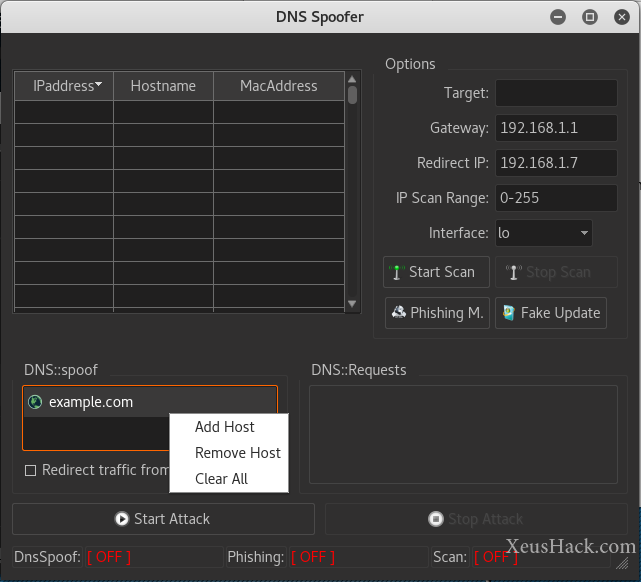 DNS Spoofer
IPaddress Hostname MacAddress
Options
Target:
Gateway: 192.168.1.1
Redirect IP: 192.168.1.7
IP Scan Range: 0-255
Interface: lo
Start Scan Stop Scan
Phishing M. Fake Update
DNS::spoof
example.com
Add Host
Remove Host
Clear All
Redirect traffic from
DNS::Requests
Start Attack Stop Attack
XeusHack.com
DnsSpoof: [ OFF ] Phishing: [ OFF ] Scan: [ OFF ]